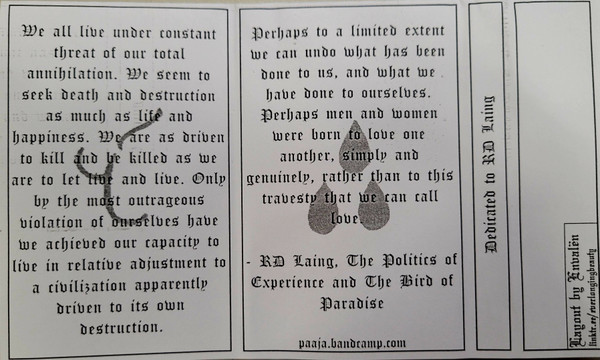 We all live under constant
threat of our total
annihilation. We seem to
seek death and destruction
as much as life and
happiness. We are as driven
to kill and be killed as we
are to let live and live. Only
by the most outrageous
violation of ourselves have
we achieved our capacity to
live in relative adjustment to
a civilization apparently
driven to its own
destruction.
Perhaps to a limited extent
we can undo what has been
done to us, and what we
have done to ourselves.
Perhaps men and women
were born to love one
another, simply and
genuinely, rather than to this
travesty that we can call
love.
- RD Laing, The Politics of
Experience and The Bird of
Paradise
paaja.bandcamp.com
Dedicated to RD Laing
Layout by Envalën
linktr.ee/everlongingbeauty